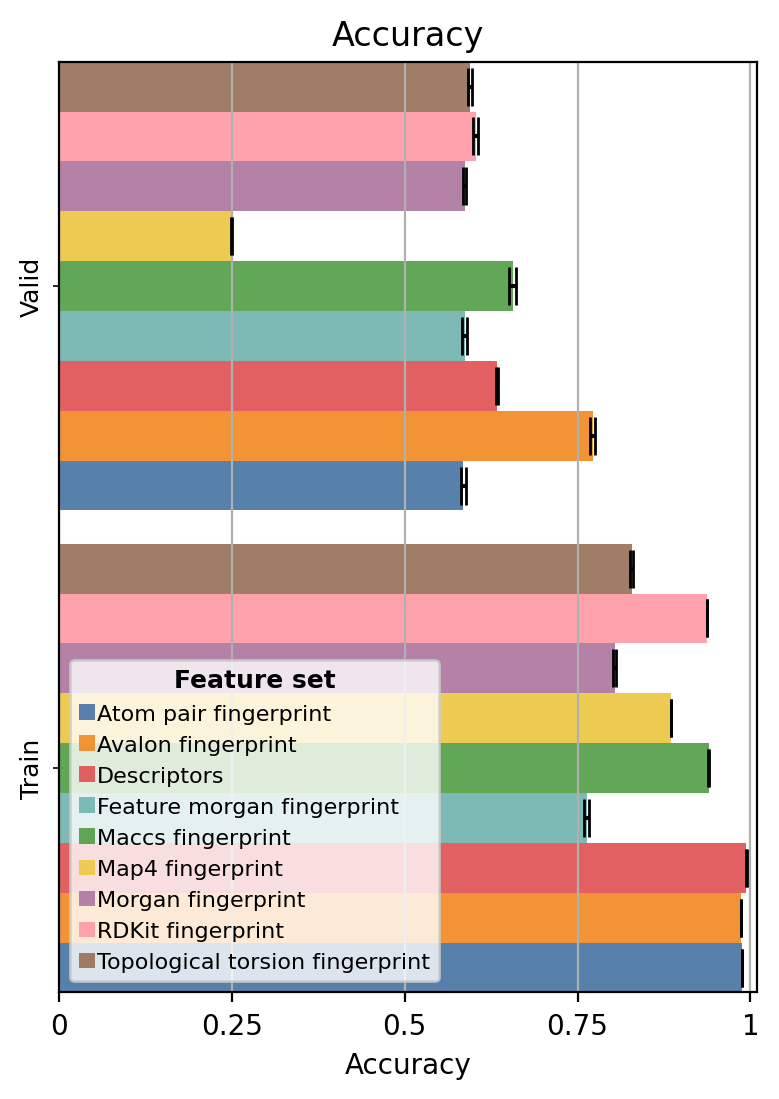 Accuracy
Valid
Train
Feature set
Atom pair fingerprint
Avalon fingerprint
Descriptors
Feature morgan fingerprint
Maccs fingerprint
Map4 fingerprint
Morgan fingerprint
RDKit fingerprint
Topological torsion fingerprint
0 0.25 0.5 0.75 1
Accuracy